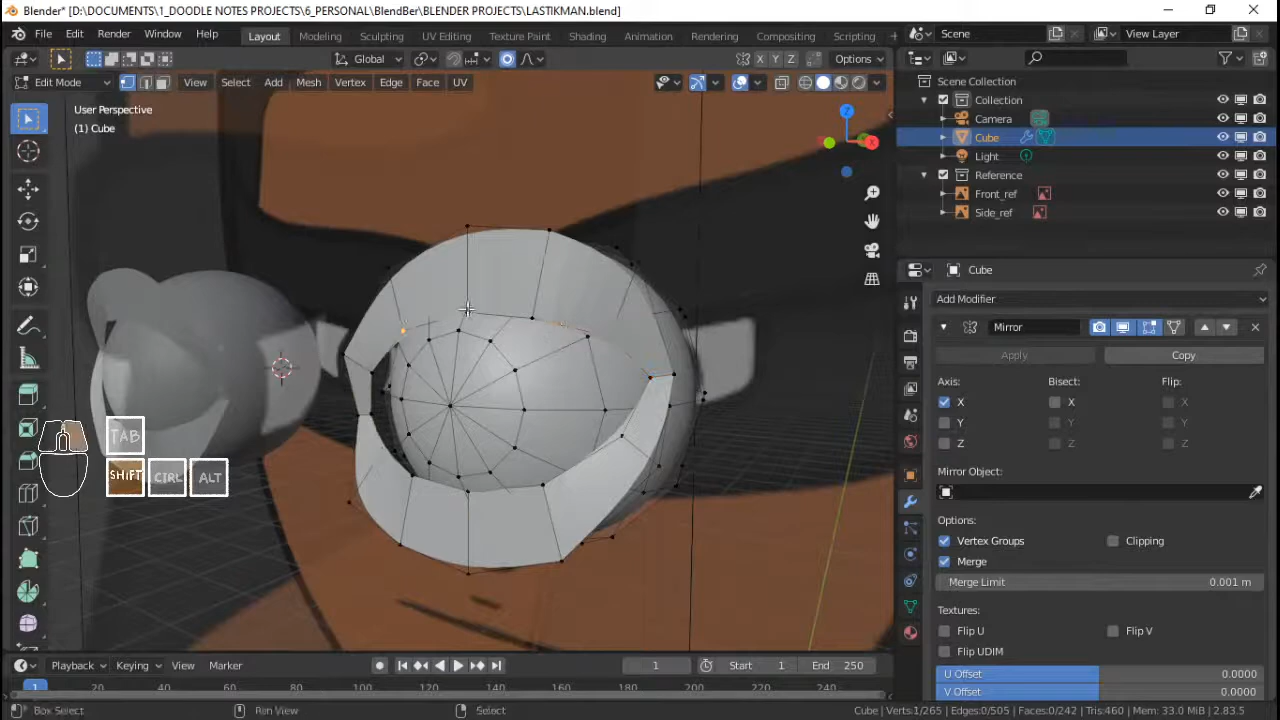 Blender* [D:\DOCUMENTS\1_DOODLE NOTES PROJECTS\6_PERSONAL\BlendBer\BLENDER PROJECTS\LASTIKMAN.blend]
File Edit Render Window Help Layout Modeling Sculpting UV Editing Texture Paint Shading Animation Rendering Compositing Scripting Scene View Layer
Global X Y Z Options
Edit Mode View Select Add Mesh Vertex Edge Face UV
User Perspective
(1) Cube
Z
X
Scene Collection
Collection
Camera
Cube
Light
Reference
Front_ref
Side_ref
Cube
Add Modifier
Mirror
Apply Copy
Axis: Bisect: Flip:
X X X
Y Y Y
Z Z Z
Mirror Object:
Options:
Vertex Groups Clipping
Merge
Merge Limit 0.001 m
Textures:
Flip U Flip V
Flip UDIM
U Offset 0.0000
V Offset 0.0000
TAB
SHIFT CTRL ALT
Playback Keying View Marker 1 Start 1 End 250
1 20 40 60 80 100 120 140 160 180 200 220 240
Box Select Select Cube | Verts:1/265 | Edges:0/505 | Faces:0/242 | Tris:460 | Mem: 33.0 MiB | 2.83.5